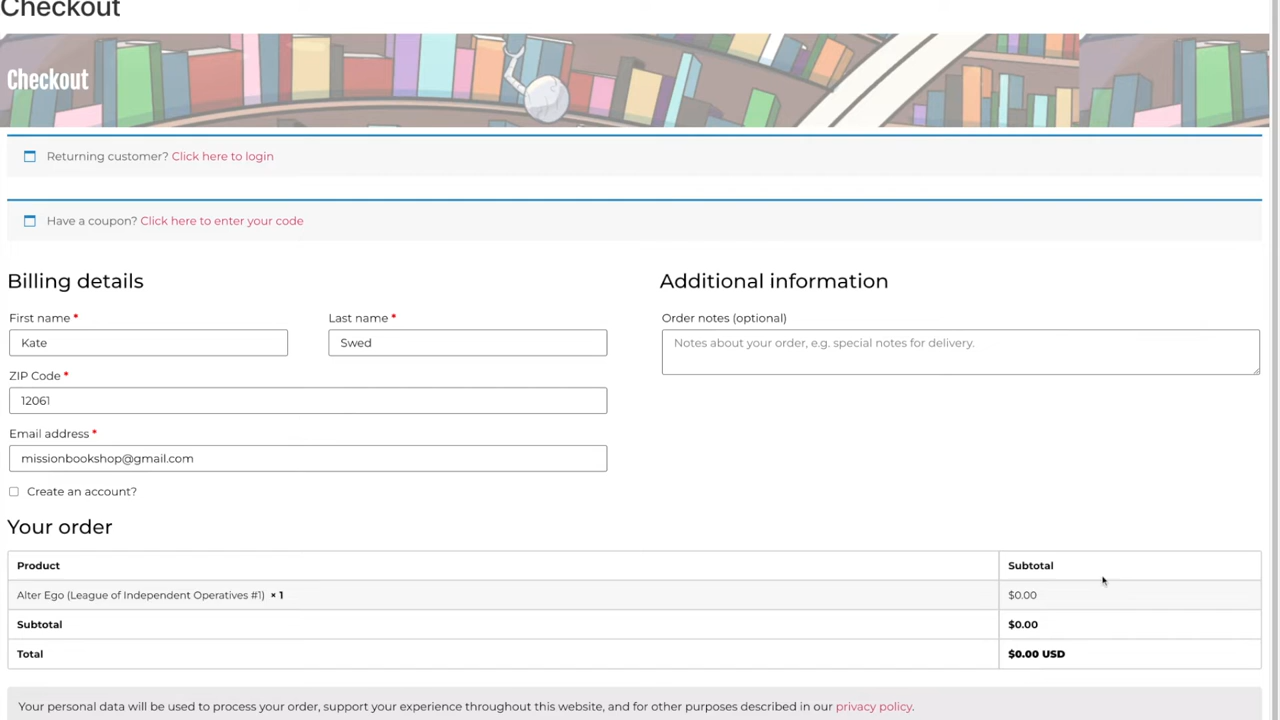 Checkout
Checkout
Returning customer? Click here to login
Have a coupon? Click here to enter your code
Billing details
First name *
Last name *
Kate
Swed
ZIP Code *
12061
Email address *
missionbookshop@gmail.com
Create an account?
Additional information
Order notes (optional)
Notes about your order, e.g. special notes for delivery.
Your order
Product
Subtotal
Alter Ego (League of Independent Operatives #1) × 1
$0.00
Subtotal
$0.00
Total
$0.00 USD
Your personal data will be used to process your order, support your experience throughout this website, and for other purposes described in our privacy policy.